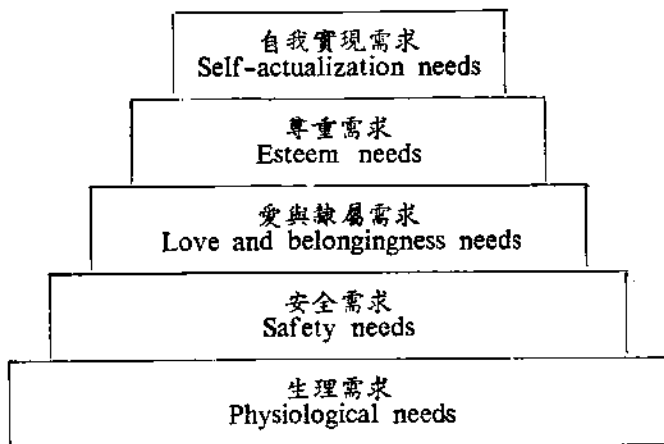 自我實現需求
Self-actualization needs
尊重需求
Esteem needs
愛與隸屬需求
Love and belongingness needs
安全需求
Safety needs
生理需求
Physiological needs